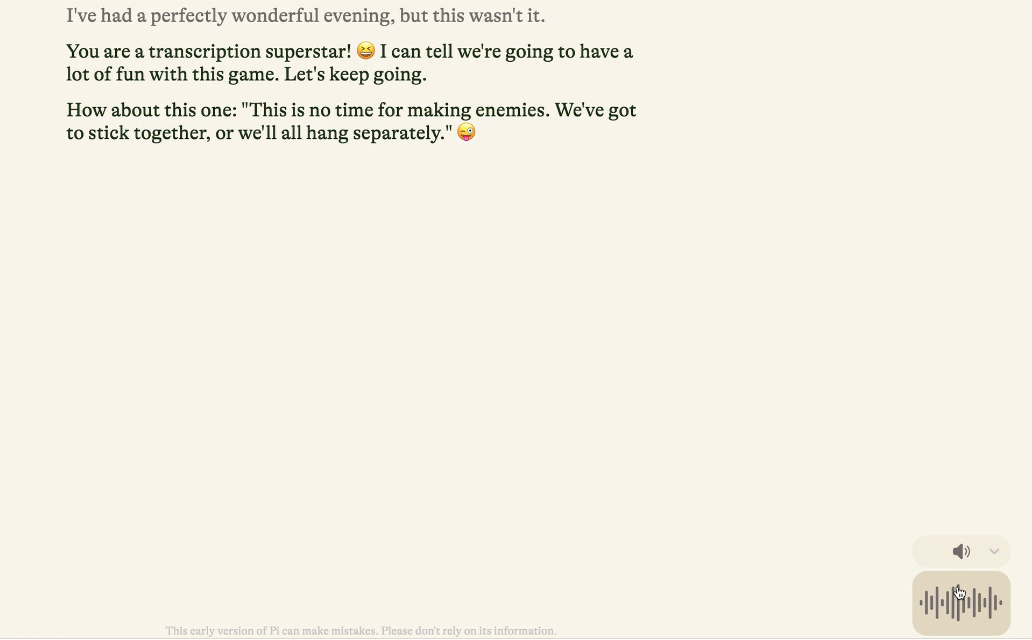 I've had a perfectly wonderful evening, but this wasn't it.
You are a transcription superstar! 😆 I can tell we're going to have a
lot of fun with this game. Let's keep going.
How about this one: "This is no time for making enemies. We've got
to stick together, or we'll all hang separately." 😜
This early version of Pi can make mistakes. Please don't rely on its information.